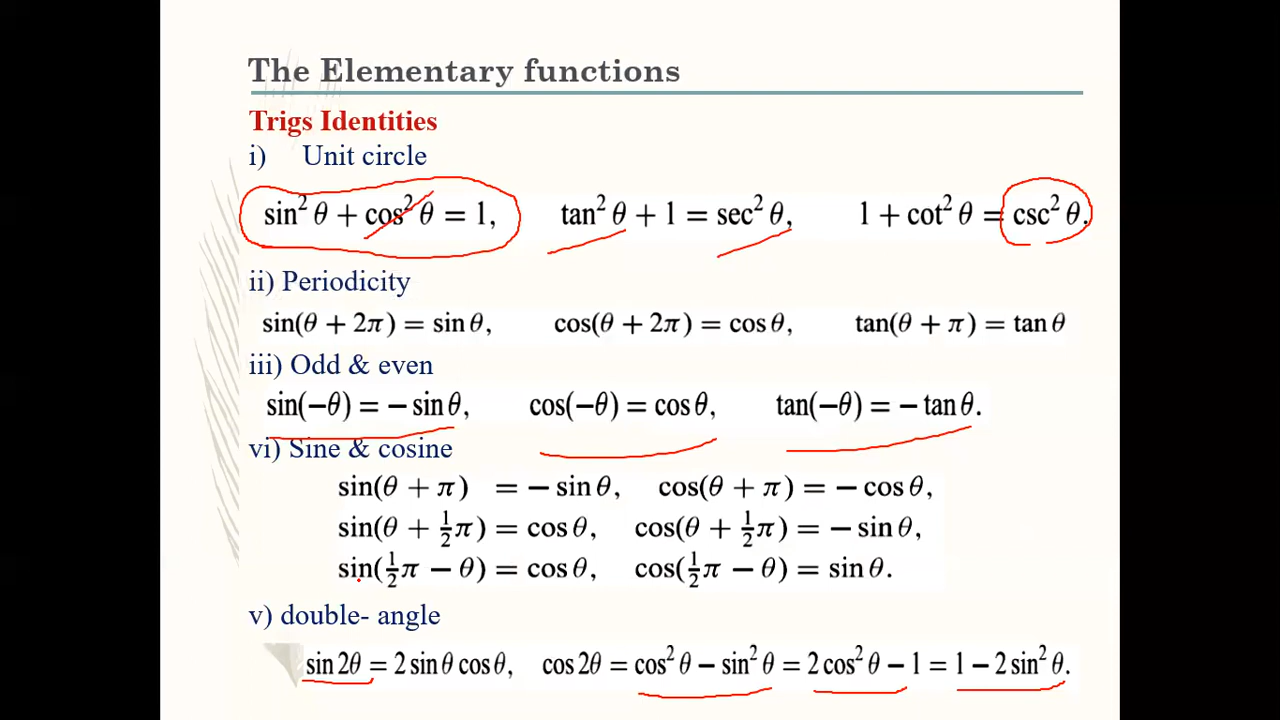 The Elementary functions
Trigs Identities
i) Unit circle
sin² θ + cos² θ = 1, tan² θ + 1 = sec² θ, 1 + cot² θ = csc² θ.
ii) Periodicity
sin(θ + 2π) = sin θ, cos(θ + 2π) = cos θ, tan(θ + π) = tan θ
iii) Odd & even
sin(−θ) = − sin θ, cos(−θ) = cos θ, tan(−θ) = − tan θ.
vi) Sine & cosine
sin(θ + π) = − sin θ, cos(θ + π) = − cos θ,
sin(θ + ½π) = cos θ, cos(θ + ½π) = − sin θ,
sin(½π − θ) = cos θ, cos(½π − θ) = sin θ.
v) double- angle
sin 2θ = 2 sin θ cos θ, cos 2θ = cos² θ − sin² θ = 2 cos² θ − 1 = 1 − 2 sin² θ.